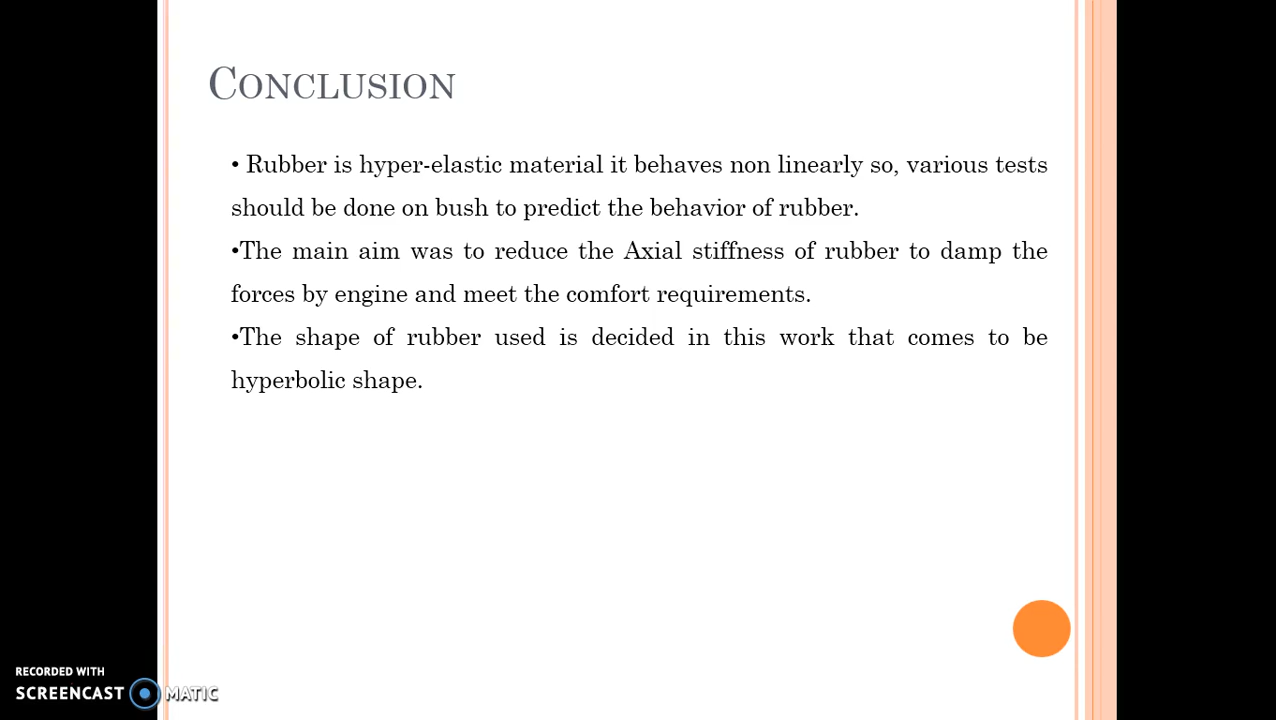 CONCLUSION
• Rubber is hyper-elastic material it behaves non linearly so, various tests
should be done on bush to predict the behavior of rubber.
•The main aim was to reduce the Axial stiffness of rubber to damp the
forces by engine and meet the comfort requirements.
•The shape of rubber used is decided in this work that comes to be
hyperbolic shape.
RECORDED WITH
SCREENCAST MATIC